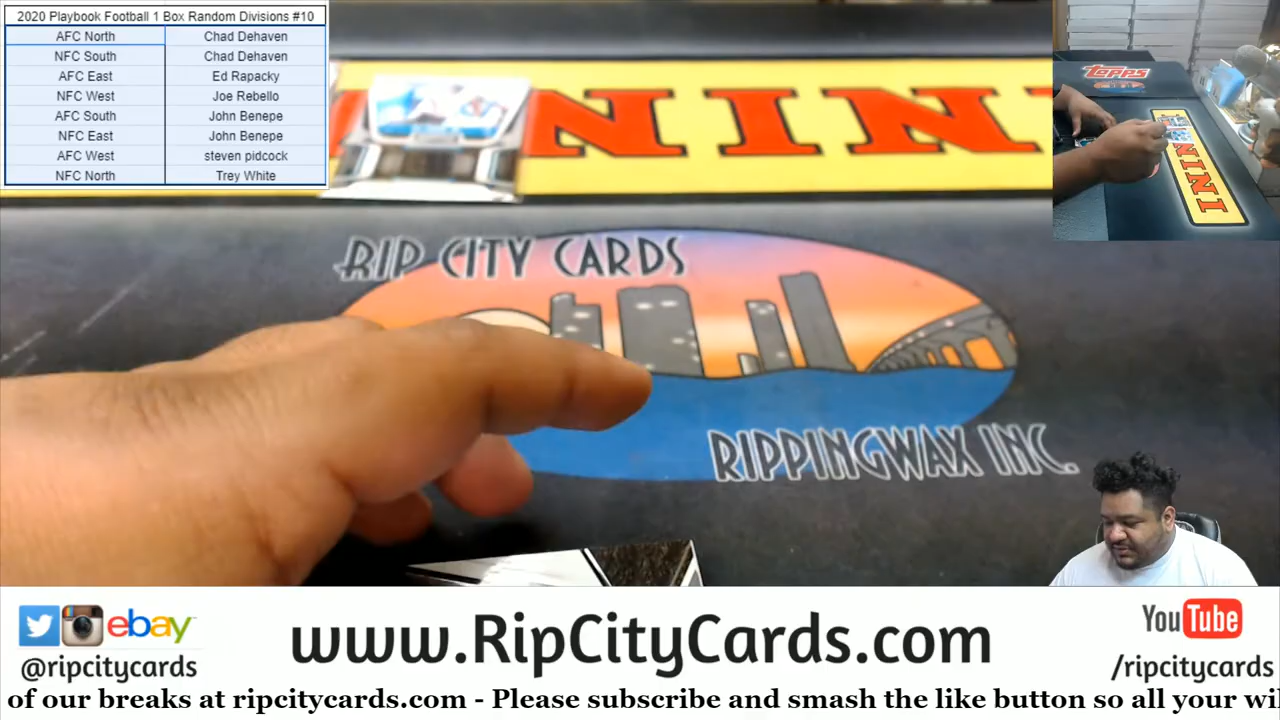 2020 Playbook Football 1 Box Random Divisions #10
AFC North Chad Dehaven
NFC South Chad Dehaven
AFC East Ed Rapacky
NFC West Joe Rebello
AFC South John Benepe
NFC East John Benepe
AFC West steven pidcock
NFC North Trey White
NINI
Topps
NINI
RIP CITY CARDS
RIPPINGWAX INC.
ebay
@ripcitycards
www.RipCityCards.com
YouTube
/ripcitycards
of our breaks at ripcitycards.com - Please subscribe and smash the like button so all your wi